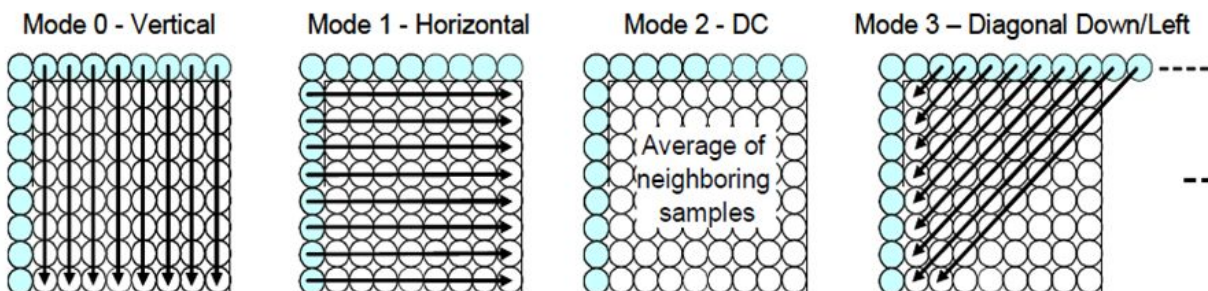 Mode 0 - Vertical
Mode 1 - Horizontal
Mode 2 - DC
Mode 3 – Diagonal Down/Left
Average of
neighboring
samples